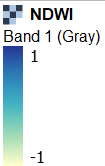 NDWI
Band 1 (Gray)
1
-1